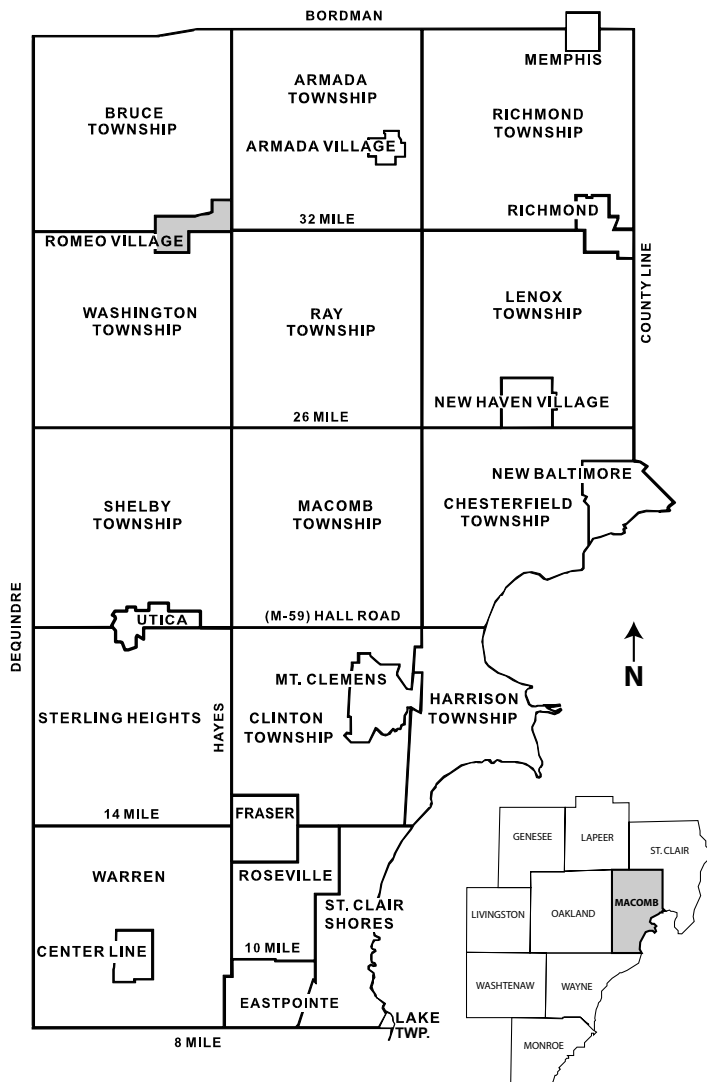 BORDMAN
MEMPHIS
ARMADA
TOWNSHIP
BRUCE
TOWNSHIP
RICHMOND
TOWNSHIP
ARMADA VILLAGE
RICHMOND
32 MILE
ROMEO VILLAGE
COUNTY LINE
LENOX
TOWNSHIP
WASHINGTON
TOWNSHIP
RAY
TOWNSHIP
NEW HAVEN VILLAGE
26 MILE
NEW BALTIMORE
SHELBY
TOWNSHIP
MACOMB
TOWNSHIP
CHESTERFIELD
TOWNSHIP
DEQUINDRE
UTICA
(M-59) HALL ROAD
N
MT. CLEMENS
HARRISON
TOWNSHIP
STERLING HEIGHTS
HAYES
CLINTON
TOWNSHIP
14 MILE
FRASER
WARREN
ROSEVILLE
ST. CLAIR
SHORES
CENTER LINE
10 MILE
EASTPOINTE
LAKE
TWP.
8 MILE
GENESEE
LAPEER
ST. CLAIR
LIVINGSTON
OAKLAND
MACOMB
WASHTENAW
WAYNE
MONROE